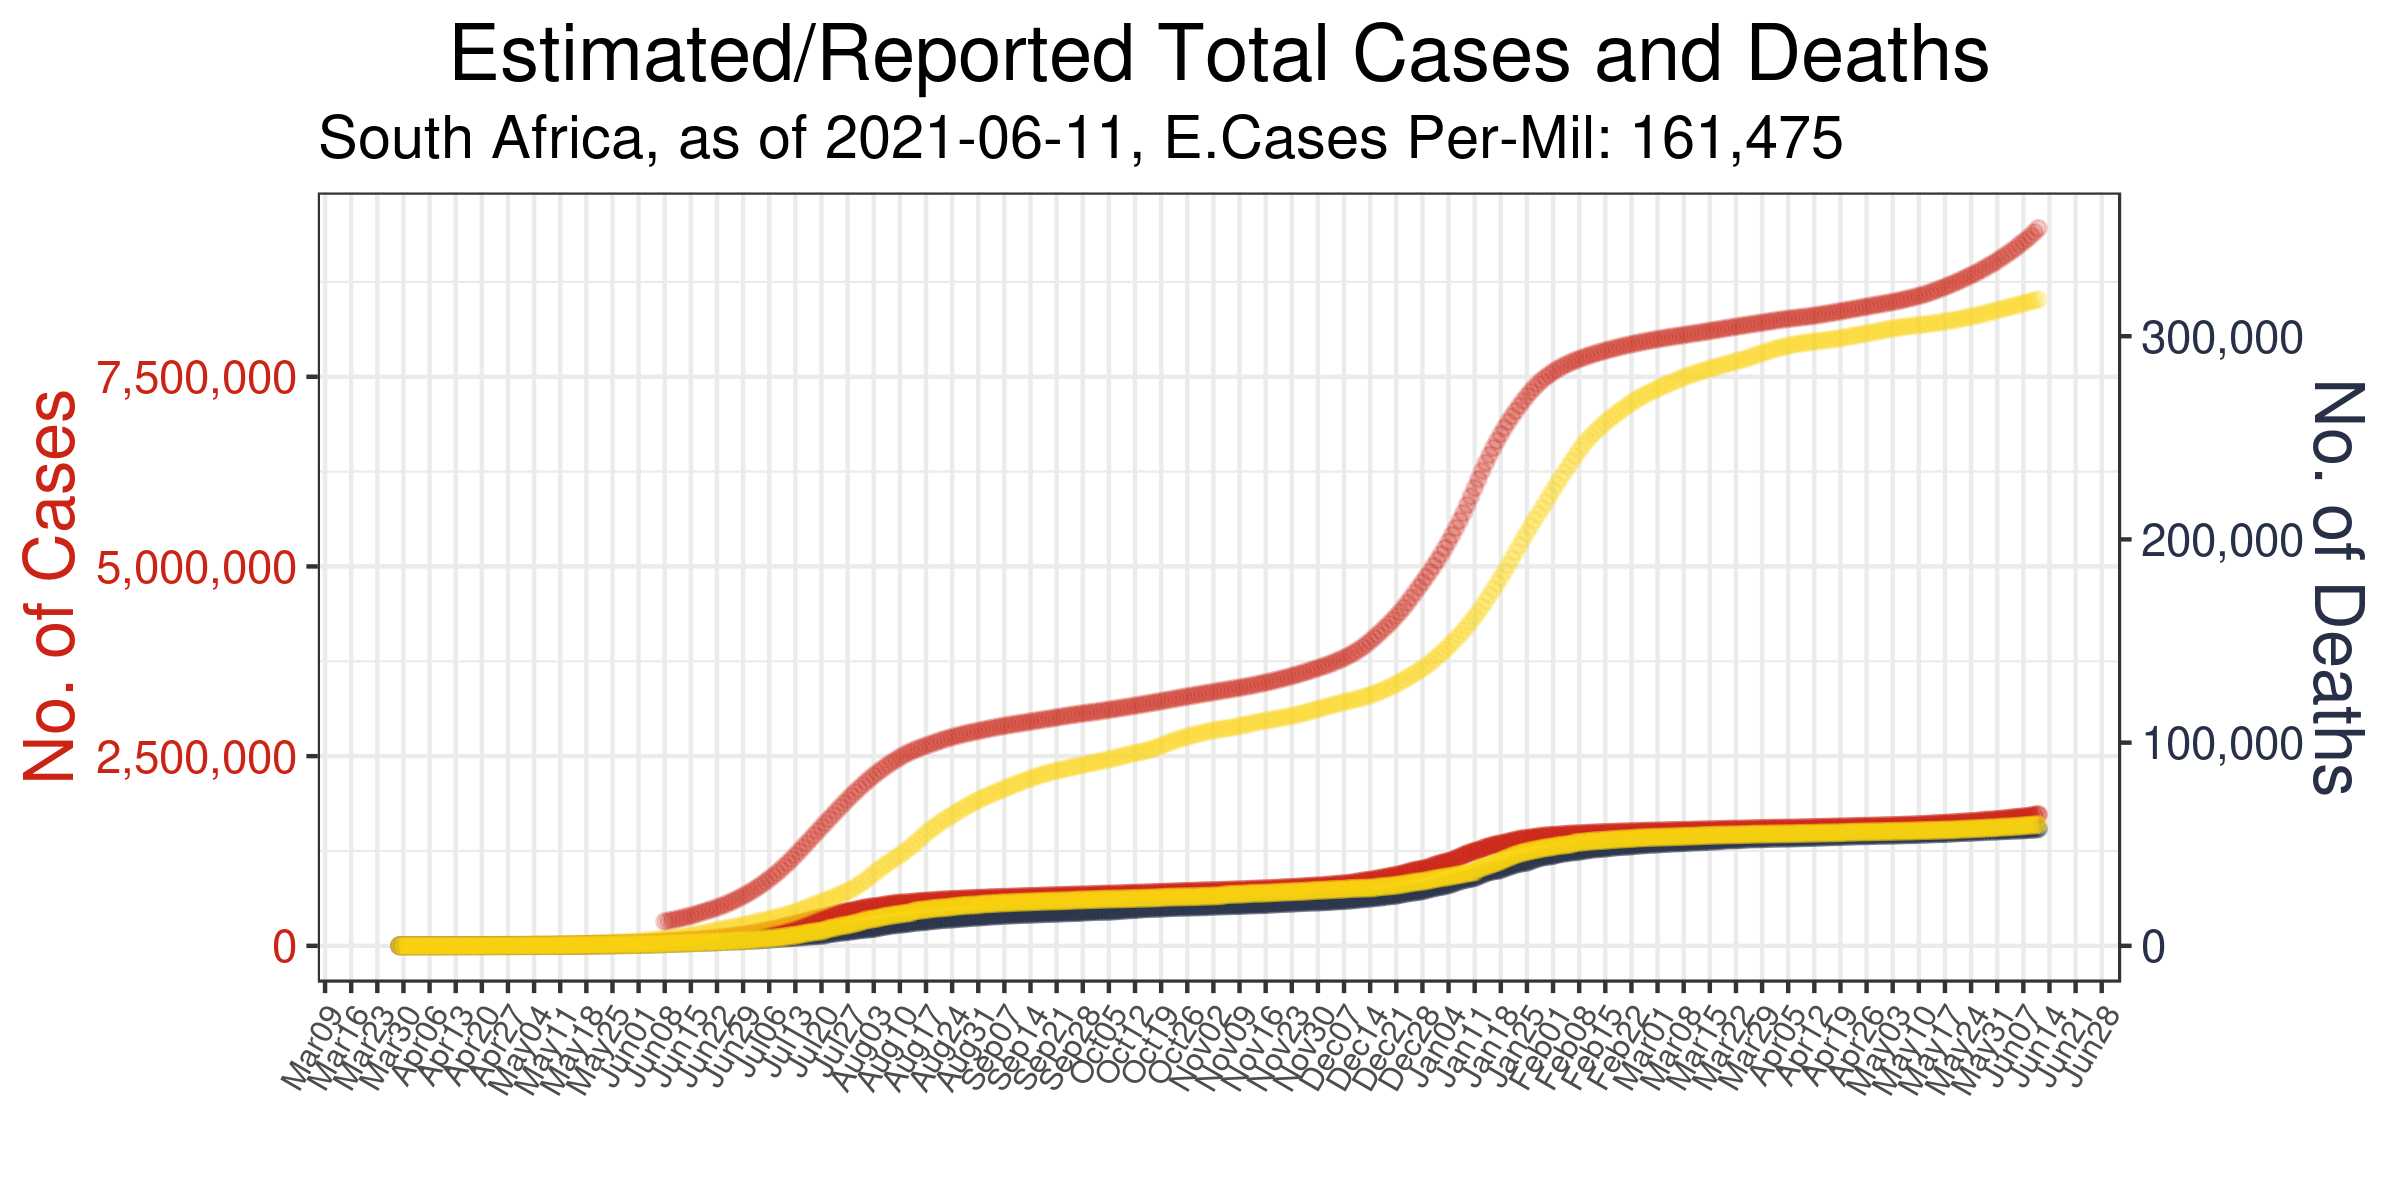 Estimated/Reported Total Cases and Deaths
South Africa, as of 2021-06-11, E.Cases Per-Mil: 161,475
No. of Cases
7,500,000
5,000,000
2,500,000
0
300,000
200,000
100,000
0
No. of Deaths
Mar09
Mar16
Mar23
Mar30
Apr06
Apr13
Apr20
Apr27
May04
May11
May18
May25
Jun01
Jun08
Jun15
Jun22
Jun29
Jul06
Jul13
Jul20
Jul27
Aug03
Aug10
Aug17
Aug24
Aug31
Sep07
Sep14
Sep21
Sep28
Oct05
Oct12
Oct19
Oct26
Nov02
Nov09
Nov16
Nov23
Nov30
Dec07
Dec14
Dec21
Dec28
Dec04
Jan11
Jan18
Jan25
Feb01
Feb08
Feb15
Feb22
Mar01
Mar08
Mar15
Mar22
Mar29
Apr05
Apr12
Apr19
Apr26
May03
May10
May17
May24
May31
Jun07
Jun14
Jun21
Jun28